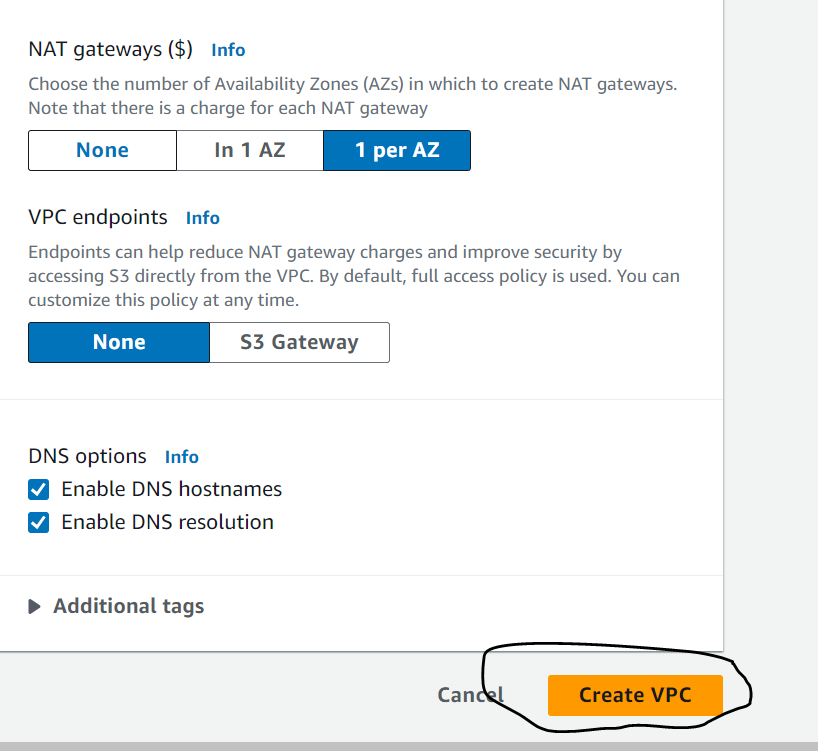 NAT gateways ($) Info
Choose the number of Availability Zones (AZs) in which to create NAT gateways.
Note that there is a charge for each NAT gateway
None In 1 AZ 1 per AZ
VPC endpoints Info
Endpoints can help reduce NAT gateway charges and improve security by
accessing S3 directly from the VPC. By default, full access policy is used. You can
customize this policy at any time.
None S3 Gateway
DNS options Info
Enable DNS hostnames
Enable DNS resolution
Additional tags
Cancel Create VPC